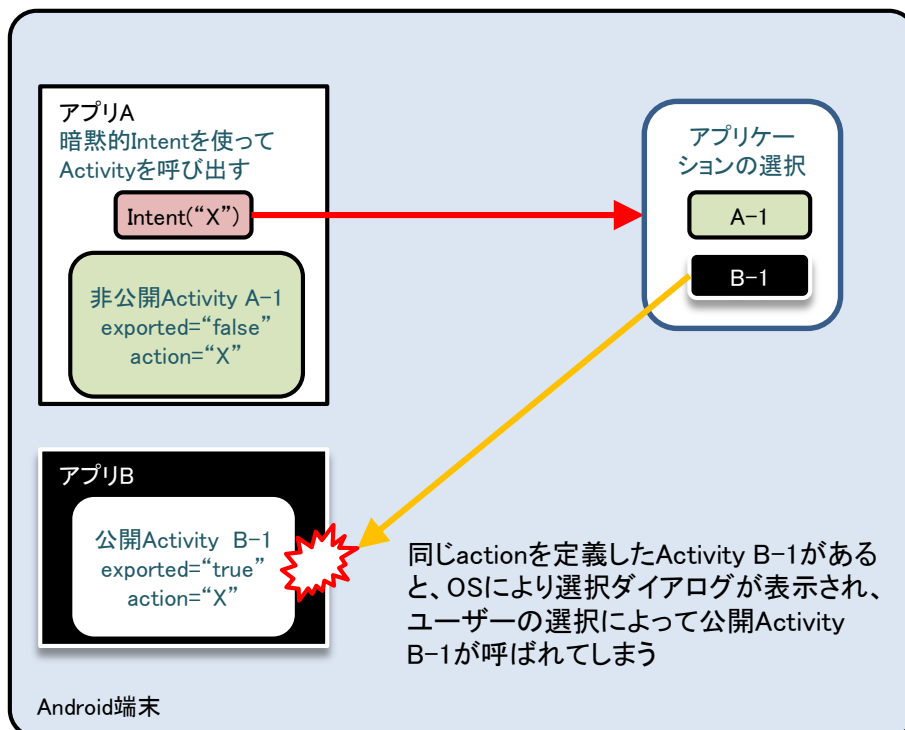 アプリA
暗黙的Intentを使って
Activityを呼び出す
Intent(“X”)
非公開Activity A-1
exported=“false”
action=“X”
アプリケー
ションの選択
A-1
B-1
アプリB
公開Activity B-1
exported=“true”
action=“X”
同じactionを定義したActivity B-1がある
と、OSにより選択ダイアログが表示され、
ユーザーの選択によって公開Activity
B-1が呼ばれてしまう
Android端末